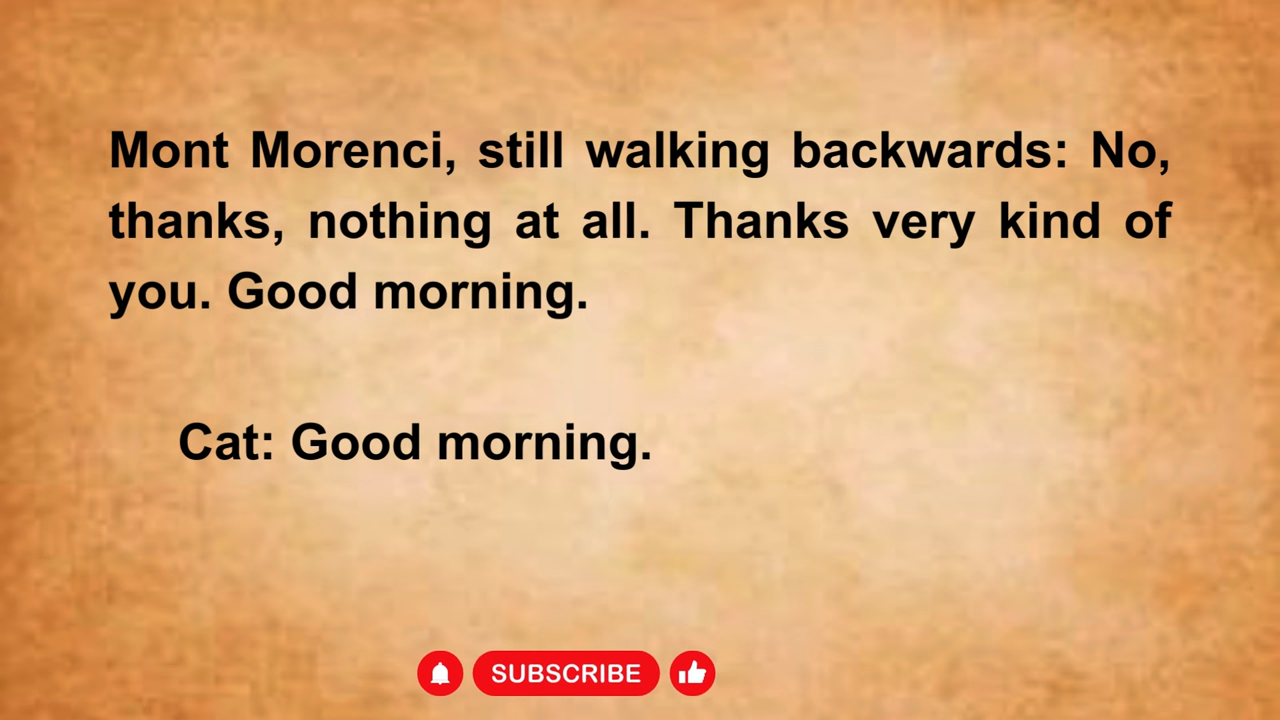 Mont Morenci, still walking backwards: No,
thanks, nothing at all. Thanks very kind of
you. Good morning.
Cat: Good morning.
SUBSCRIBE